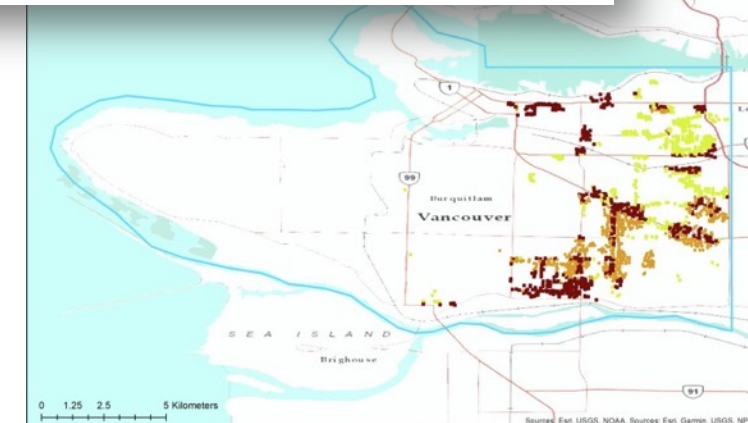 1
99
Burquitlam
Vancouver
SEA ISLAND
Brighouse
91
0 1.25 2.5 5 Kilometers
Sources: Esri, USGS, NOAA, Sources: Esri, Garmin, USGS,